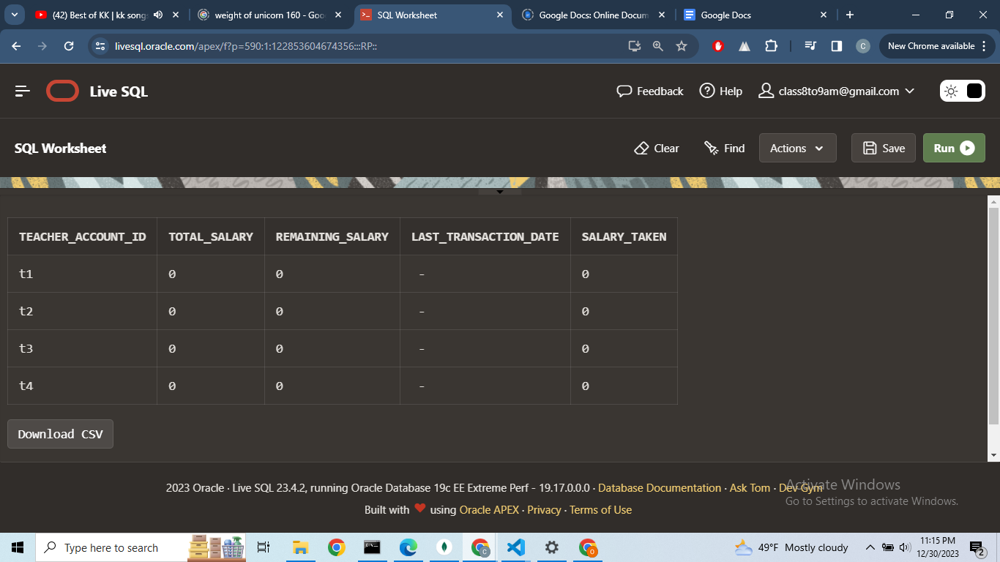 (42) Best of KK | kk songs
weight of unicorn 160 - Goo
SQL Worksheet
Google Docs: Online Docum
Google Docs
livesql.oracle.com/apex/f?p=590:1:122853604674356:::RP::
C
New Chrome available
Live SQL
Feedback
Help
class8to9am@gmail.com
SQL Worksheet
Clear
Find
Actions
Save
Run
TEACHER_ACCOUNT_ID TOTAL_SALARY REMAINING_SALARY LAST_TRANSACTION_DATE SALARY_TAKEN
t1 0 0 - 0
t2 0 0 - 0
t3 0 0 - 0
t4 0 0 - 0
Download CSV
2023 Oracle · Live SQL 23.4.2, running Oracle Database 19c EE Extreme Perf - 19.17.0.0.0 · Database Documentation · Ask Tom · Dev Gym
Built with ❤ using Oracle APEX · Privacy · Terms of Use
Activate Windows
Go to Settings to activate Windows.
Type here to search
49°F Mostly cloudy
11:15 PM
12/30/2023
2